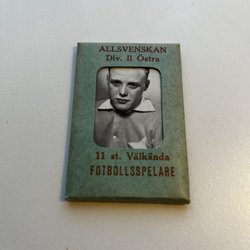 ALLSVENSKAN
Div. II Östra
11 st. Välkända
FOTBOLLSSPELARE